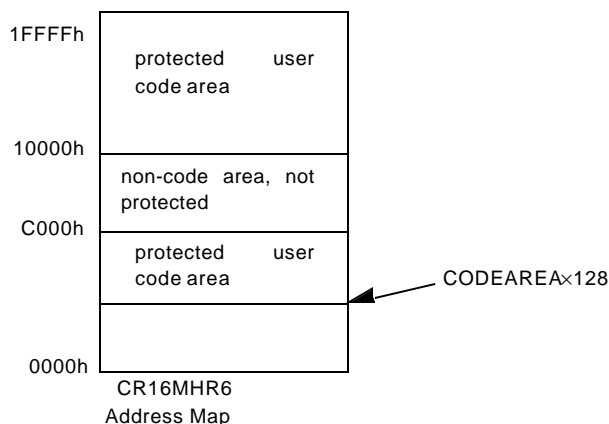 1FFFFh
protected user
code area
10000h
non-code area, not
protected
C000h
protected user
code area
CODEAREA×128
0000h
CR16MHR6
Address Map